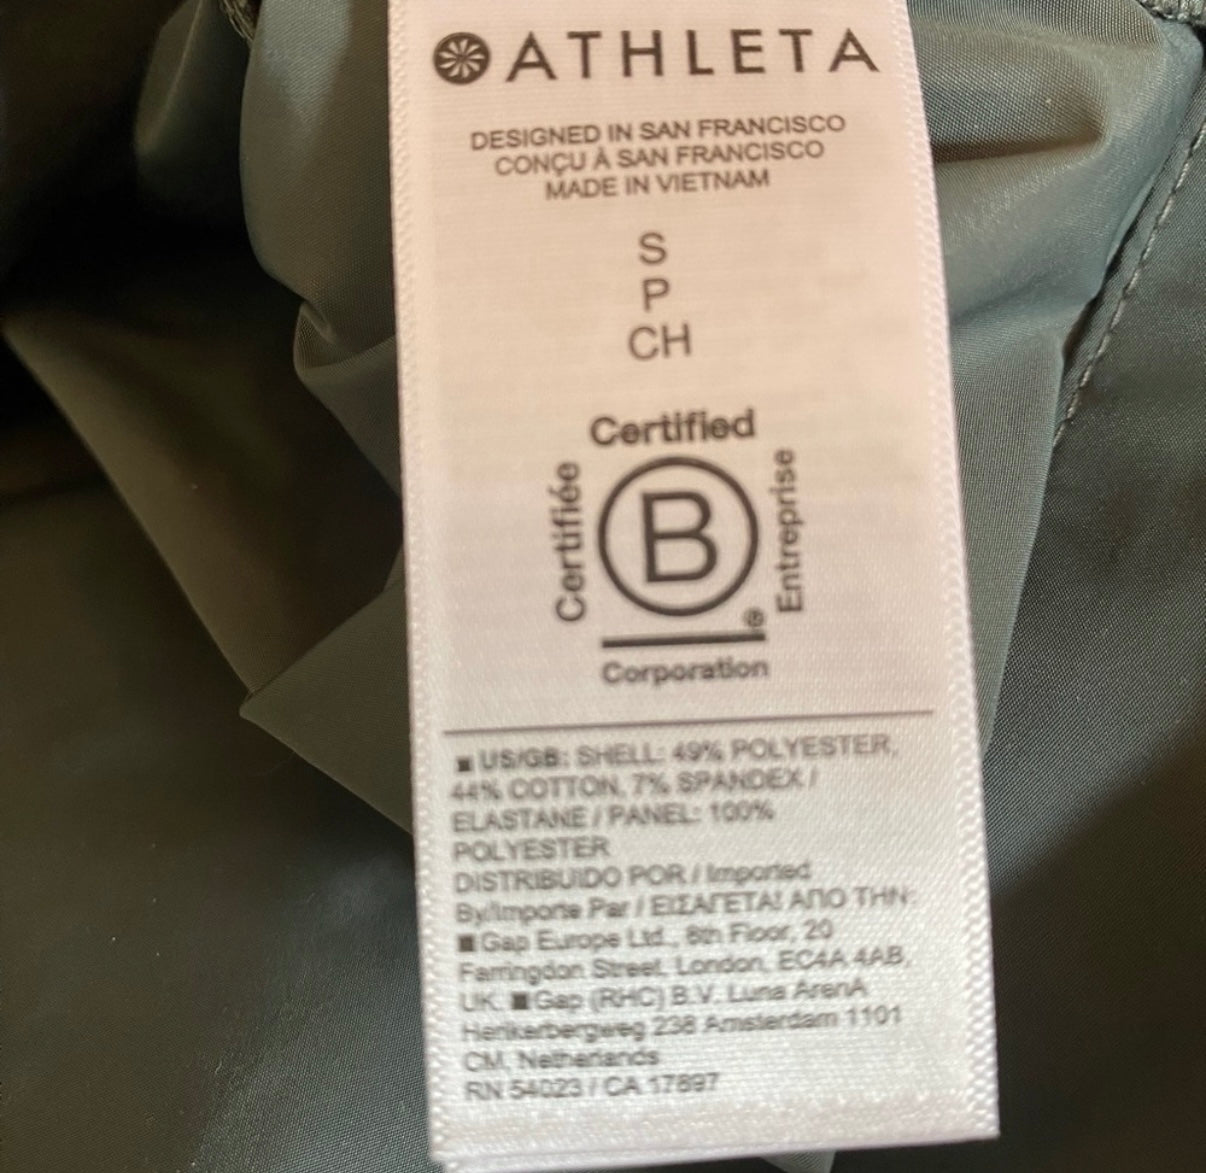 ATHLETA
DESIGNED IN SAN FRANCISCO
CONÇU À SAN FRANCISCO
MADE IN VIETNAM
S
P
CH
Certified
Certifiée
B
Entreprise
®
Corporation
■ US/GB: SHELL: 49% POLYESTER,
44% COTTON, 7% SPANDEX /
ELASTANE / PANEL: 100%
POLYESTER
DISTRIBUIDO POR / Imported
By/Importe Par / ΕΙΣΑΓΕΤΑΙ ΑΠΟ ΤΗΝ:
■ Gap Europe Ltd., 8th Floor, 20
Farringdon Street, London, EC4A 4AB,
UK. ■ Gap (RHC) B.V. Luna ArenA
Herikerbergweg 238 Amsterdam 1101
CM, Netherlands
RN 54023 / CA 17897